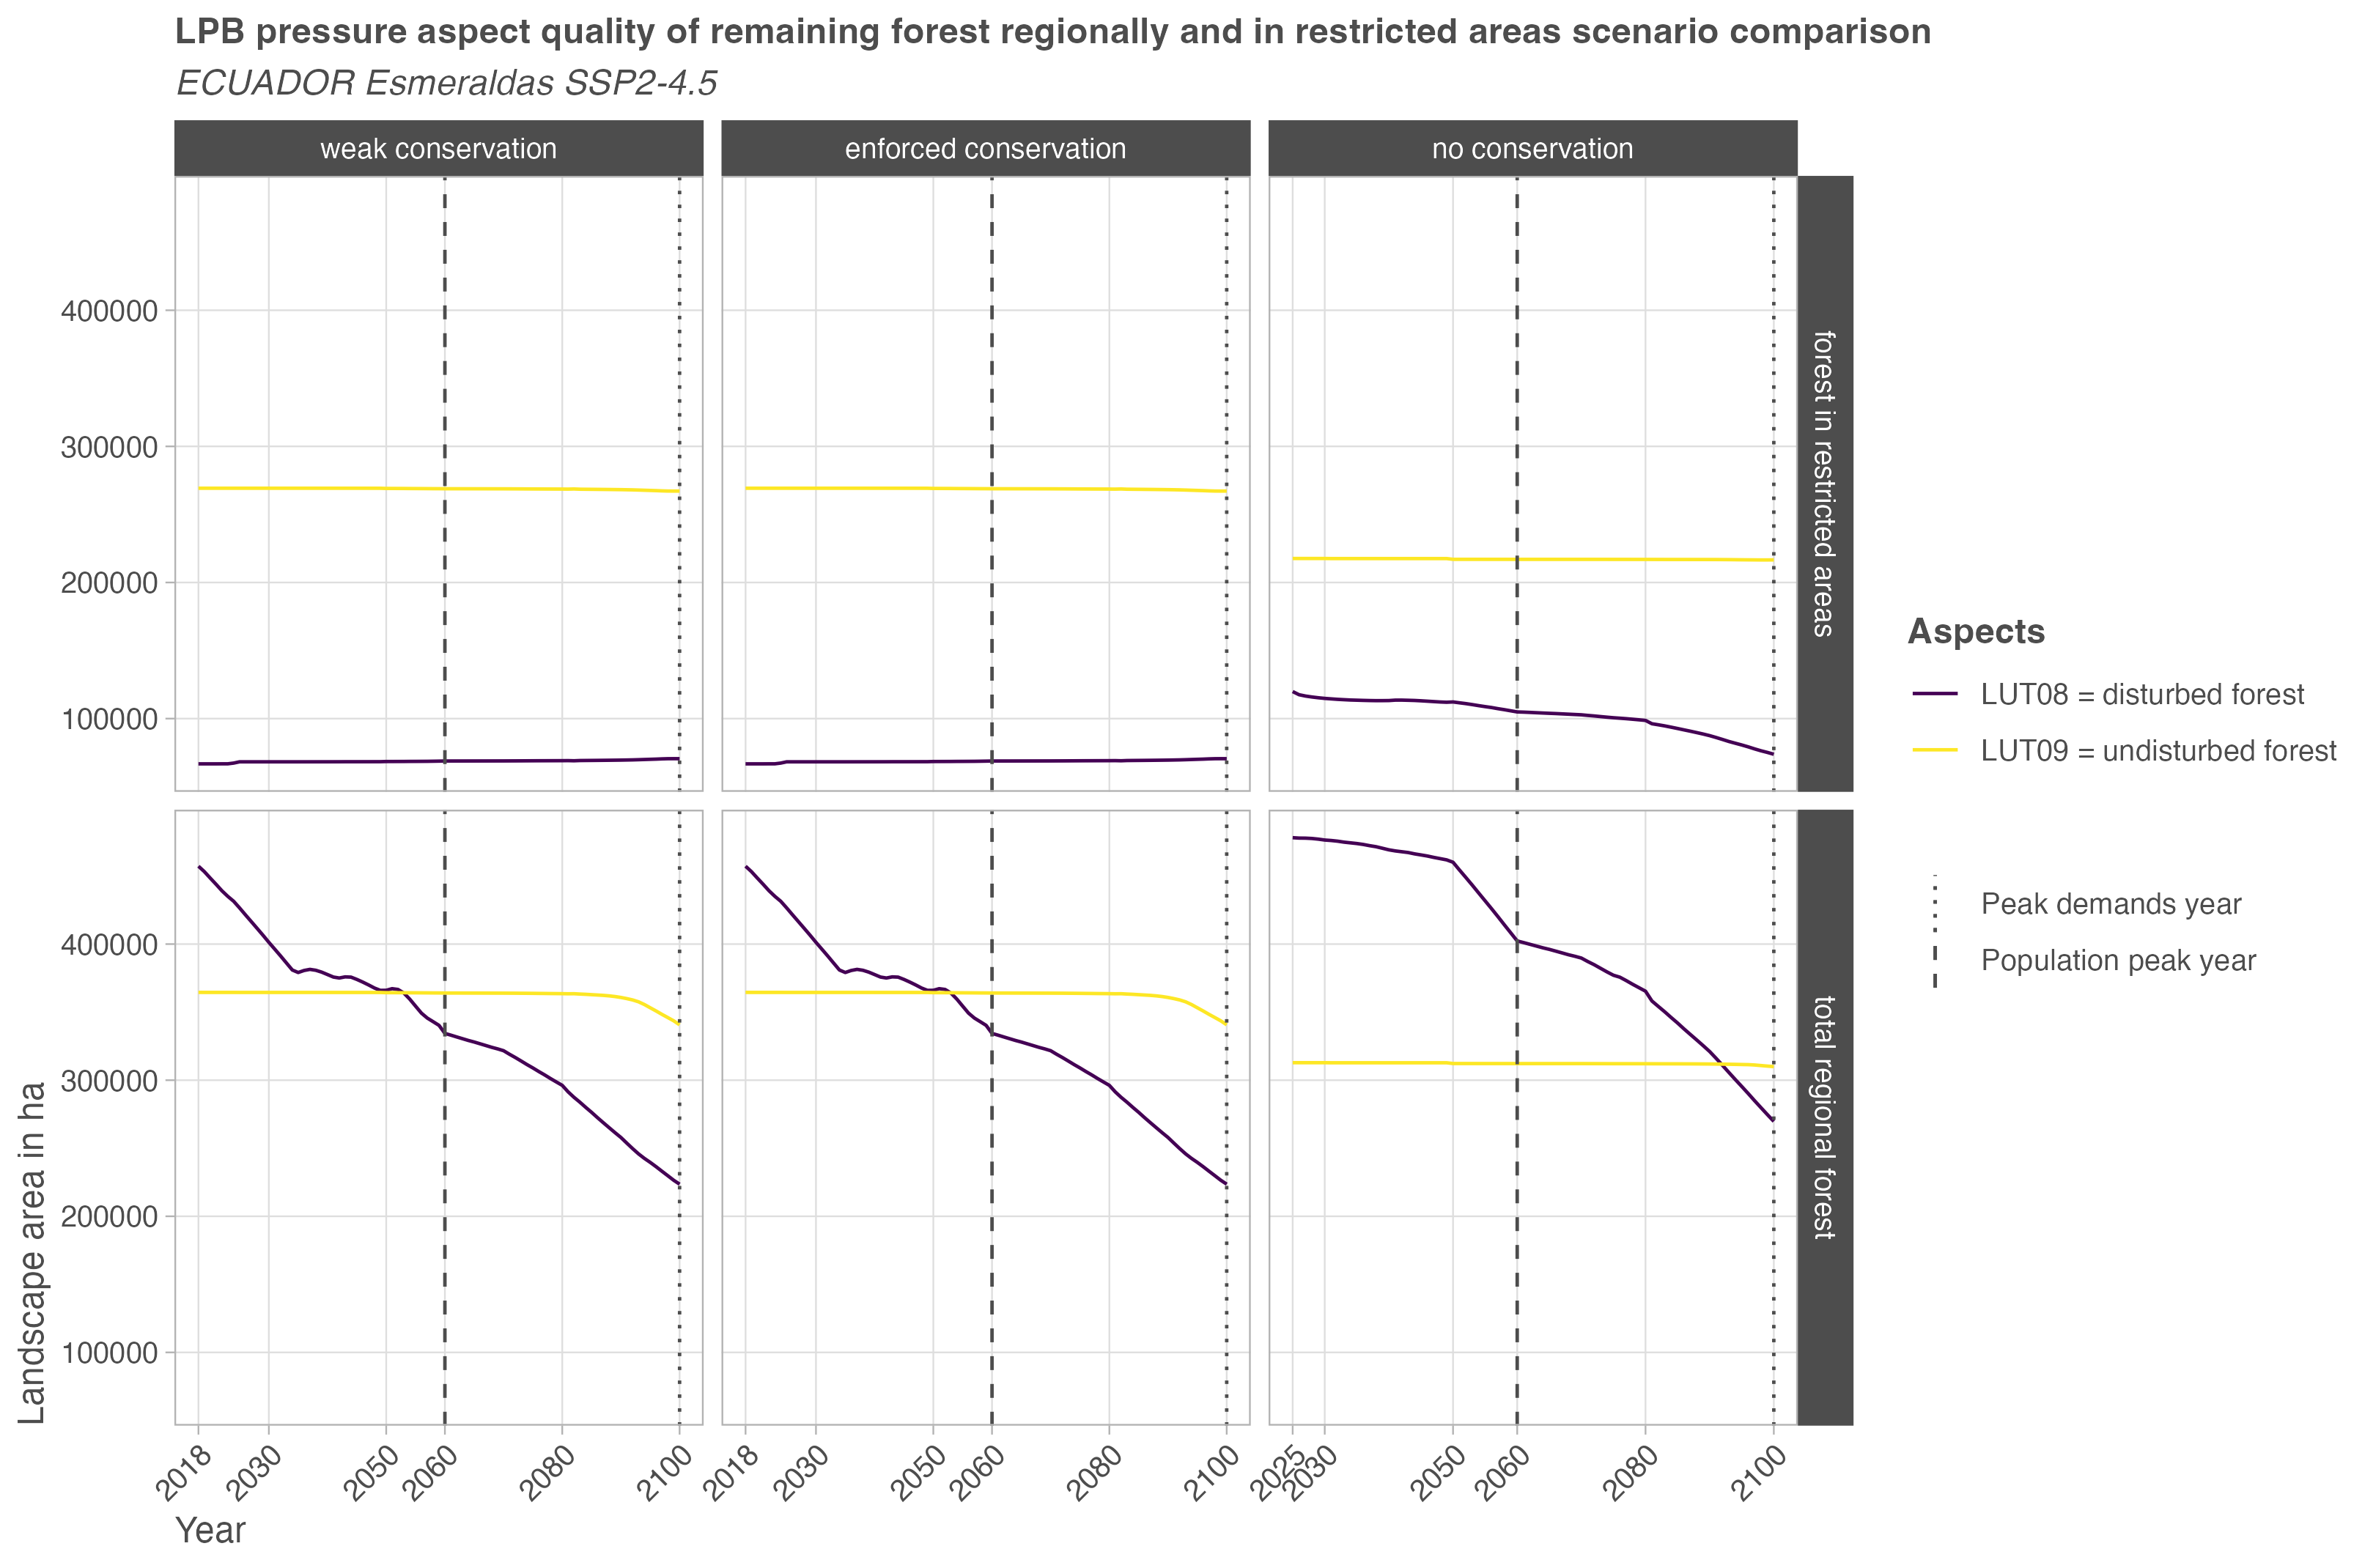 LPB pressure aspect quality of remaining forest regionally and in restricted areas scenario comparison
ECUADOR Esmeraldas SSP2-4.5
weak conservation
enforced conservation
no conservation
400000
300000
200000
100000
forest in restricted areas
400000
300000
200000
100000
total regional forest
Landscape area in ha
2018
2030
2050
2060
2080
2100
2018
2030
2050
2060
2080
2100
2025
2030
2050
2060
2080
2100
Year
Aspects
LUT08 = disturbed forest
LUT09 = undisturbed forest
Peak demands year
Population peak year